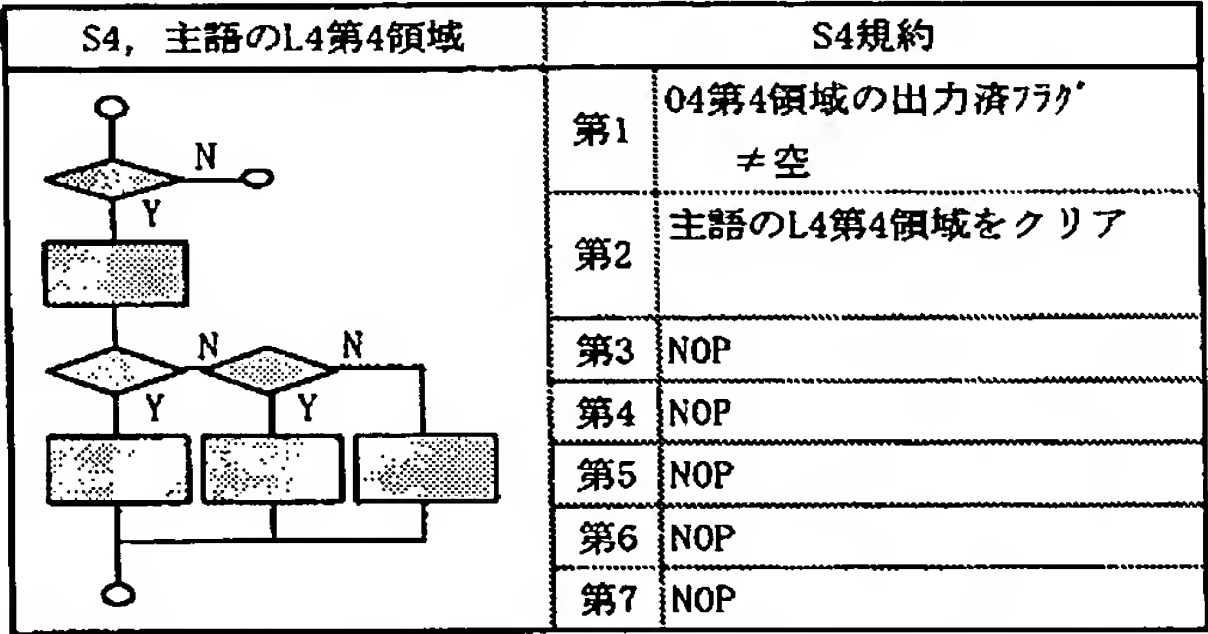 S4, 主語のL4第4領域
S4規約
N
Y
N
N
Y
Y
第1
O4第4領域の出力済ﾌﾗｸﾞ
≠空
第2
主語のL4第4領域をクリア
第3 NOP
第4 NOP
第5 NOP
第6 NOP
第7 NOP